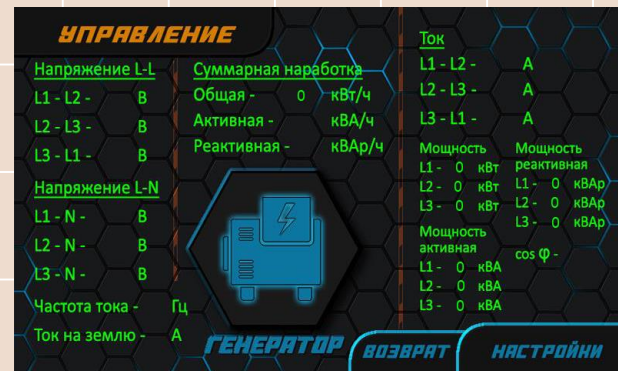 УПРАВЛЕНИЕ
Напряжение L-L
L1 - L2 - В
L2 - L3 - В
L3 - L1 - В
Напряжение L-N
L1 - N - В
L2 - N - В
L3 - N - В
Частота тока - Гц
Ток на землю - А
Суммарная наработка
Общая - 0 кВт/ч
Активная - кВА/ч
Реактивная - кВАр/ч
Ток
L1 - L2 - А
L2 - L3 - А
L3 - L1 - А
Мощность
L1 - 0 кВт
L2 - 0 кВт
L3 - 0 кВт
Мощность
активная
L1 - 0 кВА
L2 - 0 кВА
L3 - 0 кВА
Мощность
реактивная
L1 - 0 кВАр
L2 - 0 кВАр
L3 - 0 кВАр
cos φ -
ГЕНЕРАТОР
ВОЗВРАТ
НАСТРОЙКИ